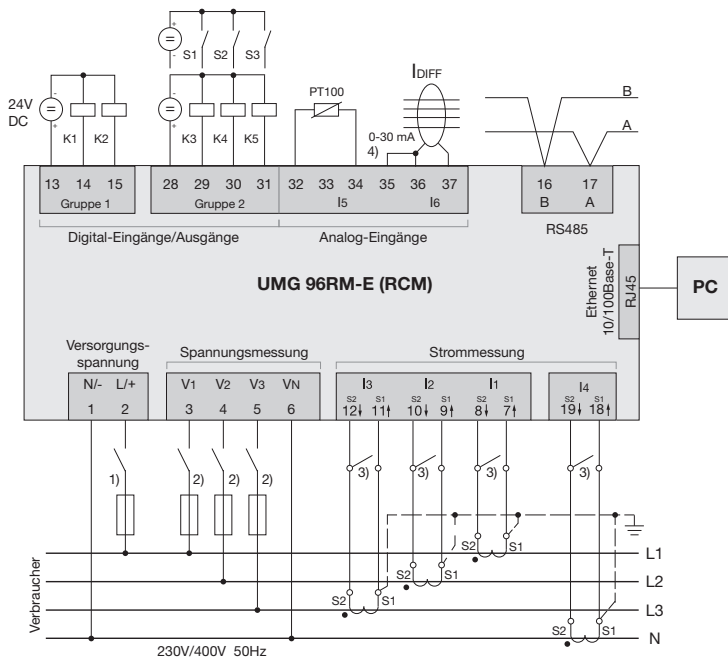 S1 S2 S3
IDIFF
PT100
24V
DC
K1 K2
K3 K4 K5
0-30 mA
4)
B
A
13 14 15
Gruppe 1
28 29 30 31
Gruppe 2
32 33 34 35 36 37
I5 I6
16 17
B A
RS485
Digital-Eingänge/Ausgänge
Analog-Eingänge
UMG 96RM-E (RCM)
Ethernet
10/100Base-T
RJ45
PC
Versorgungs-
spannung
Spannungsmessung
Strommessung
N/- L/+
1 2
V1 V2 V3 VN
3 4 5 6
I3 I2 I1
S2 S1 S2 S1 S2 S1
12 11 10 9 8 7
I4
S2 S1
19 18
1) 2) 2) 2)
3) 3) 3) 3)
S2 S1
S2 S1
S2 S1
S2 S1
L1
L2
L3
N
Verbraucher
230V/400V 50Hz